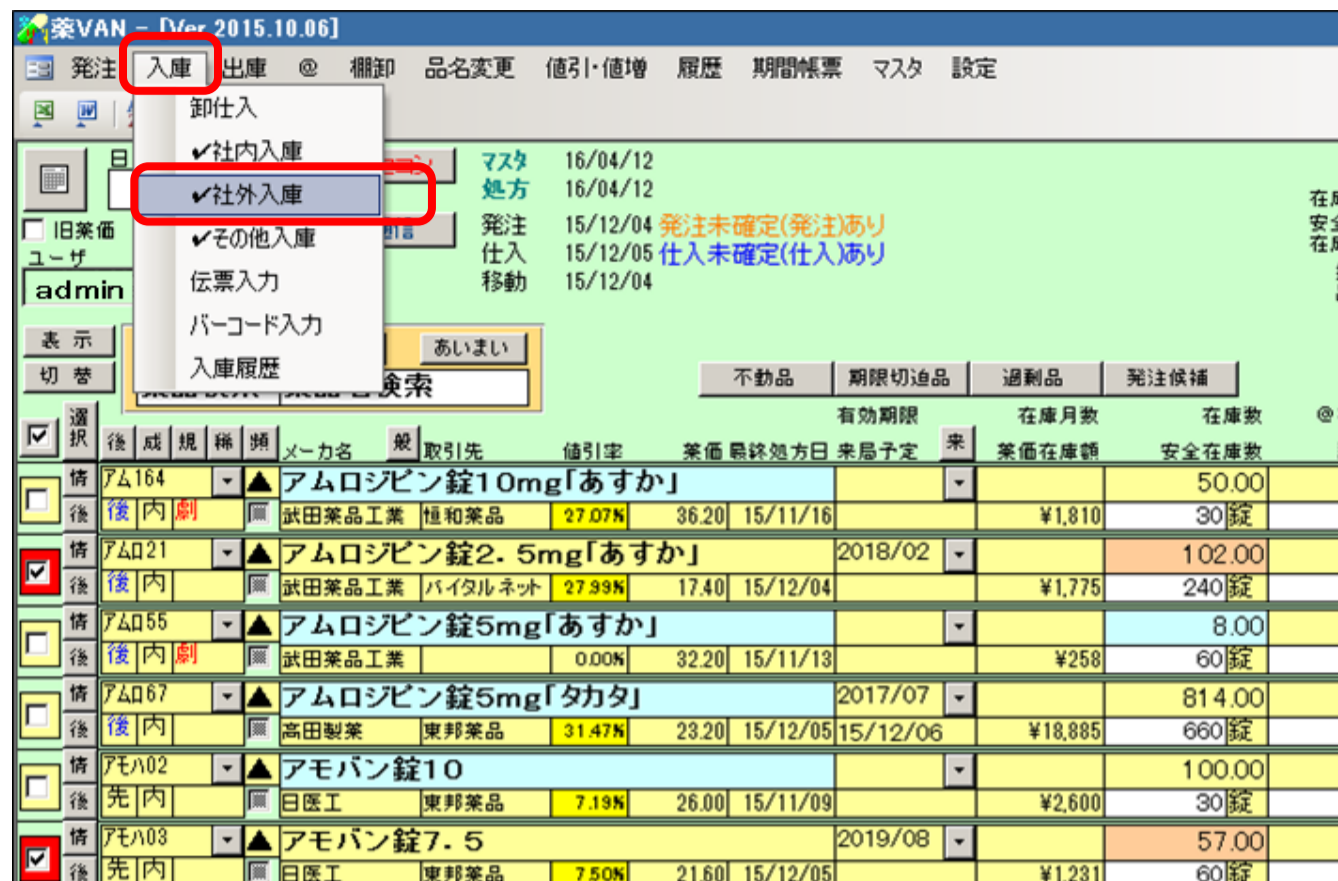 薬VAN - [Ver 2015.10.06]
発注 入庫 出庫 @ 棚卸 品名変更 値引・値増 履歴 期間帳票 マスタ 設定
卸仕入
✔社内入庫
✔社外入庫
✔その他入庫
伝票入力
バーコード入力
入庫履歴
日
マスタ 16/04/12
処方 16/04/12
発注 15/12/04 発注未確定(発注)あり
仕入 15/12/05 仕入未確定(仕入)あり
移動 15/12/04
旧薬価
ユーザ
admin
表示
切替
あいまい
検索
不動品 期限切迫品 過剰品 発注候補
選択 後 成 規 稀 頻 メーカ名 般 取引先 値引率 薬価 最終処方日 有効期限 来局予定 来 在庫月数 薬価在庫額 在庫数 安全在庫数 @
情 アム164 ▲ アムロジピン錠10mg「あすか」 50.00
後 後 内 劇 武田薬品工業 恒和薬品 27.07% 36.20 15/11/16 ¥1,810 30 錠
情 アムロ21 ▲ アムロジピン錠2.5mg「あすか」 2018/02 102.00
後 後 内 武田薬品工業 バイタルネット 27.99% 17.40 15/12/04 ¥1,775 240 錠
情 アムロ55 ▲ アムロジピン錠5mg「あすか」 8.00
後 後 内 劇 武田薬品工業 0.00% 32.20 15/11/13 ¥258 60 錠
情 アムロ67 ▲ アムロジピン錠5mg「タカタ」 2017/07 814.00
後 後 内 高田製薬 東邦薬品 31.47% 23.20 15/12/05 15/12/06 ¥18,885 660 錠
情 アモハ02 ▲ アモバン錠10 100.00
後 先 内 日医工 東邦薬品 7.19% 26.00 15/11/09 ¥2,600 30 錠
情 アモハ03 ▲ アモバン錠7.5 2019/08 57.00
後 先 内 日医工 東邦薬品 7.50% 21.60 15/12/05 ¥1,231 60 錠